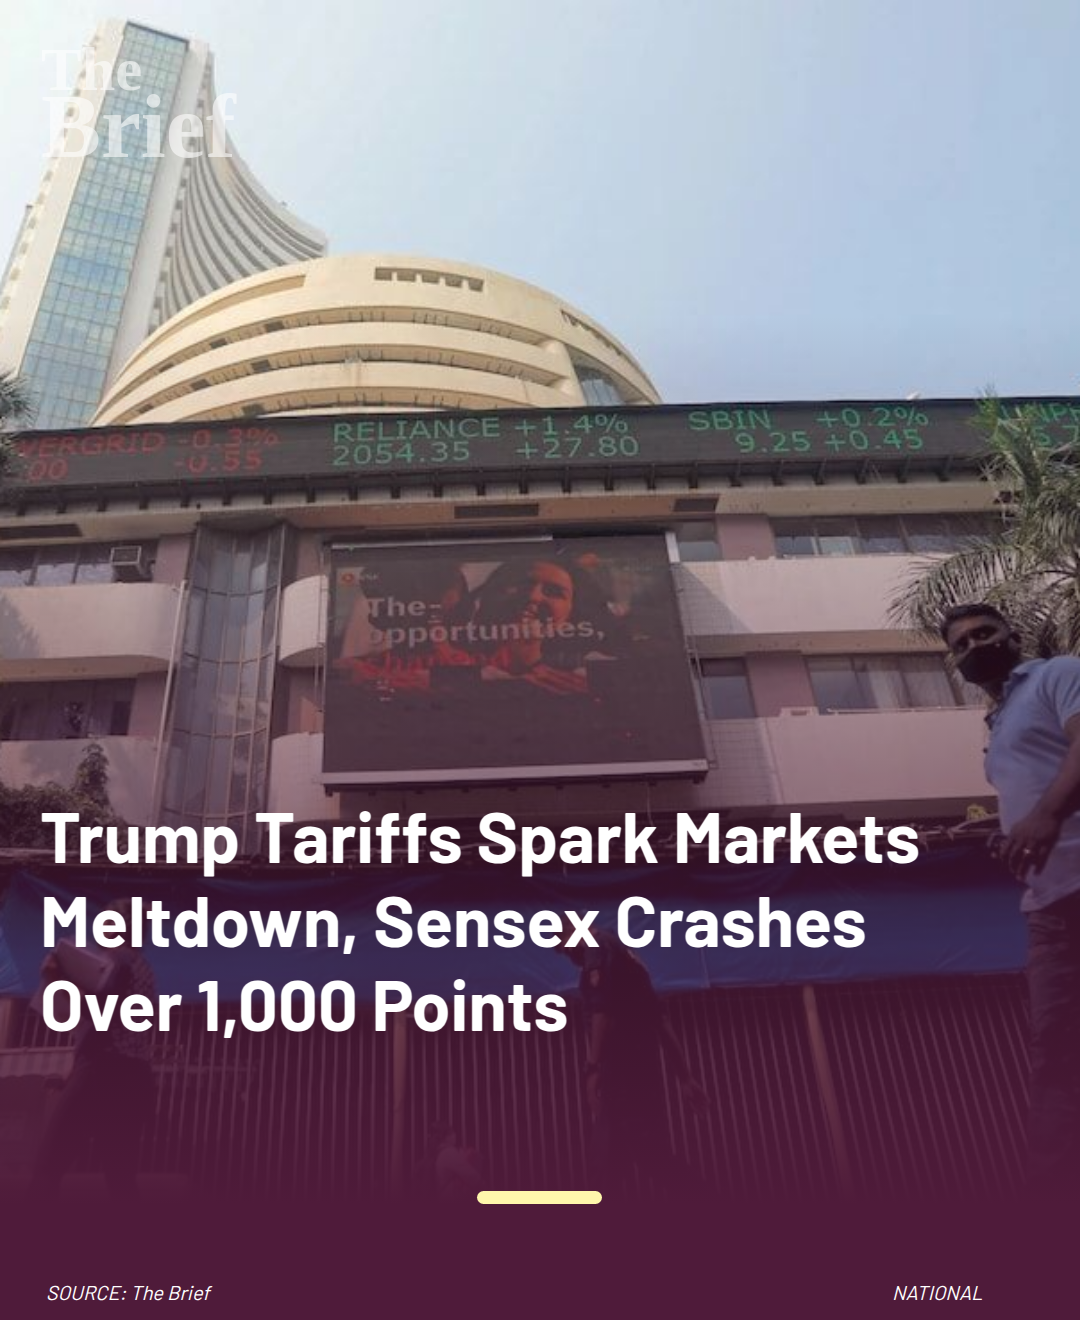 The
Brief
WERGRID -0.3%
00 -0.55
RELIANCE +1.4%
2054.35 +27.80
SBIN +0.2%
9.25 +0.45
The
opportunities,
Trump Tariffs Spark Markets
Meltdown, Sensex Crashes
Over 1,000 Points
SOURCE: The Brief
NATIONAL